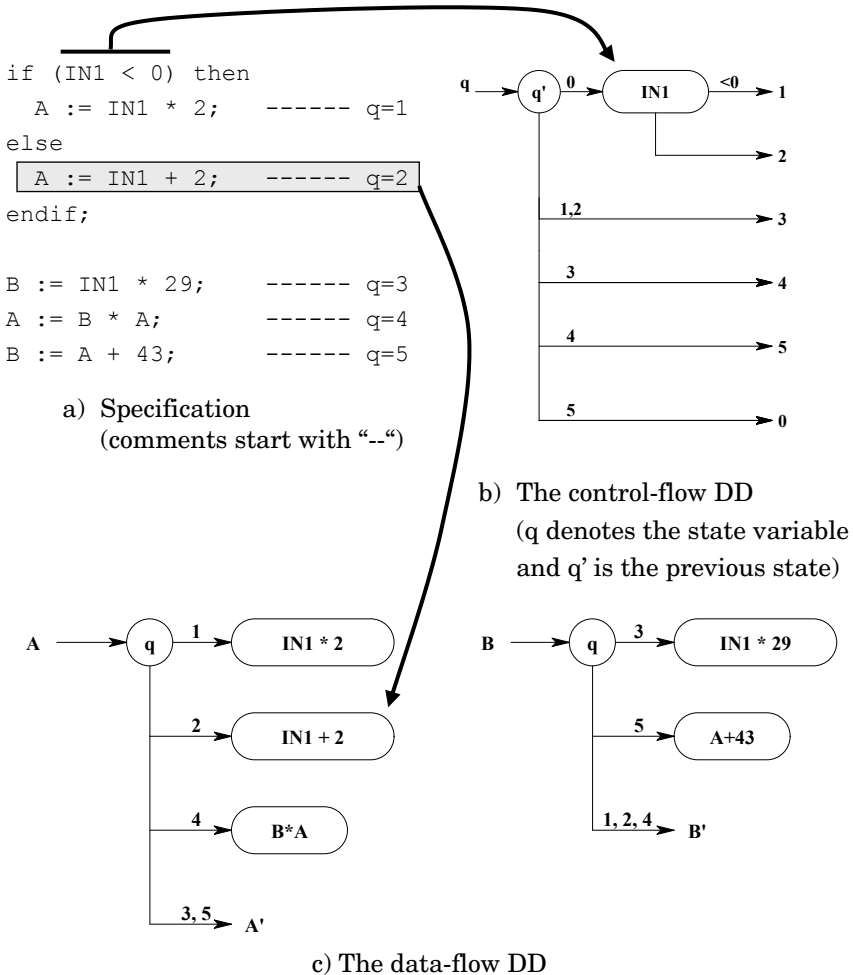 if (IN1 < 0) then
A := IN1 * 2; ------ q=1
else
A := IN1 + 2; ------ q=2
endif;
B := IN1 * 29; ------ q=3
A := B * A; ------ q=4
B := A + 43; ------ q=5
a) Specification
(comments start with “--“)
q q' 0 IN1 <0 1
2
1,2 3
3 4
4 5
5 0
b) The control-flow DD
(q denotes the state variable
and q’ is the previous state)
A q 1 IN1 * 2
2 IN1 + 2
4 B*A
3, 5 A'
B q 3 IN1 * 29
5 A+43
1, 2, 4 B'
c) The data-flow DD